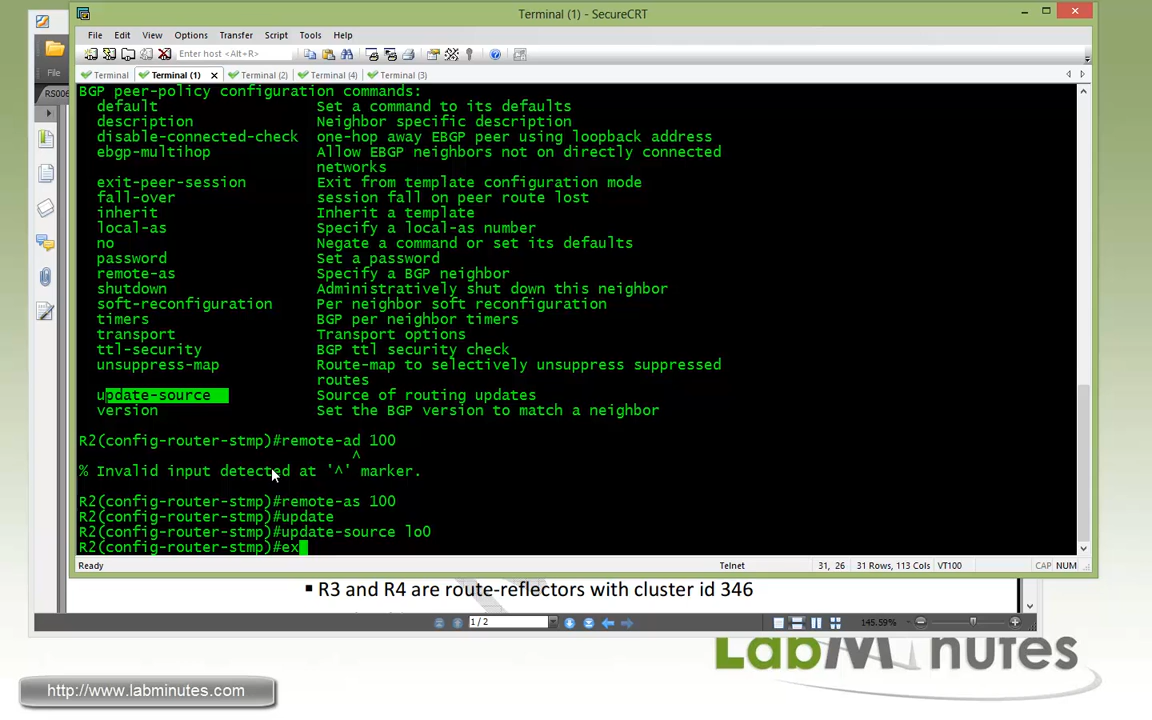 Terminal (1) - SecureCRT
File Edit View Options Transfer Script Tools Help
Enter host <Alt+R>
File
Terminal Terminal (1) Terminal (2) Terminal (4) Terminal (3)
RS006
BGP peer-policy configuration commands:
default Set a command to its defaults
description Neighbor specific description
disable-connected-check one-hop away EBGP peer using loopback address
ebgp-multihop Allow EBGP neighbors not on directly connected
networks
exit-peer-session Exit from template configuration mode
fall-over session fall on peer route lost
inherit Inherit a template
local-as Specify a local-as number
no Negate a command or set its defaults
password Set a password
remote-as Specify a BGP neighbor
shutdown Administratively shut down this neighbor
soft-reconfiguration Per neighbor soft reconfiguration
timers BGP per neighbor timers
transport Transport options
ttl-security BGP ttl security check
unsuppress-map Route-map to selectively unsuppress suppressed
routes
update-source Source of routing updates
version Set the BGP version to match a neighbor
R2(config-router-stmp)#remote-ad 100
^
% Invalid input detected at '^' marker.
R2(config-router-stmp)#remote-as 100
R2(config-router-stmp)#update
R2(config-router-stmp)#update-source lo0
R2(config-router-stmp)#ex
Ready Telnet 31, 26 31 Rows, 113 Cols VT100 CAP NUM
▪ R3 and R4 are route-reflectors with cluster id 346
1 / 2 145.59%
LabMinutes
http://www.labminutes.com